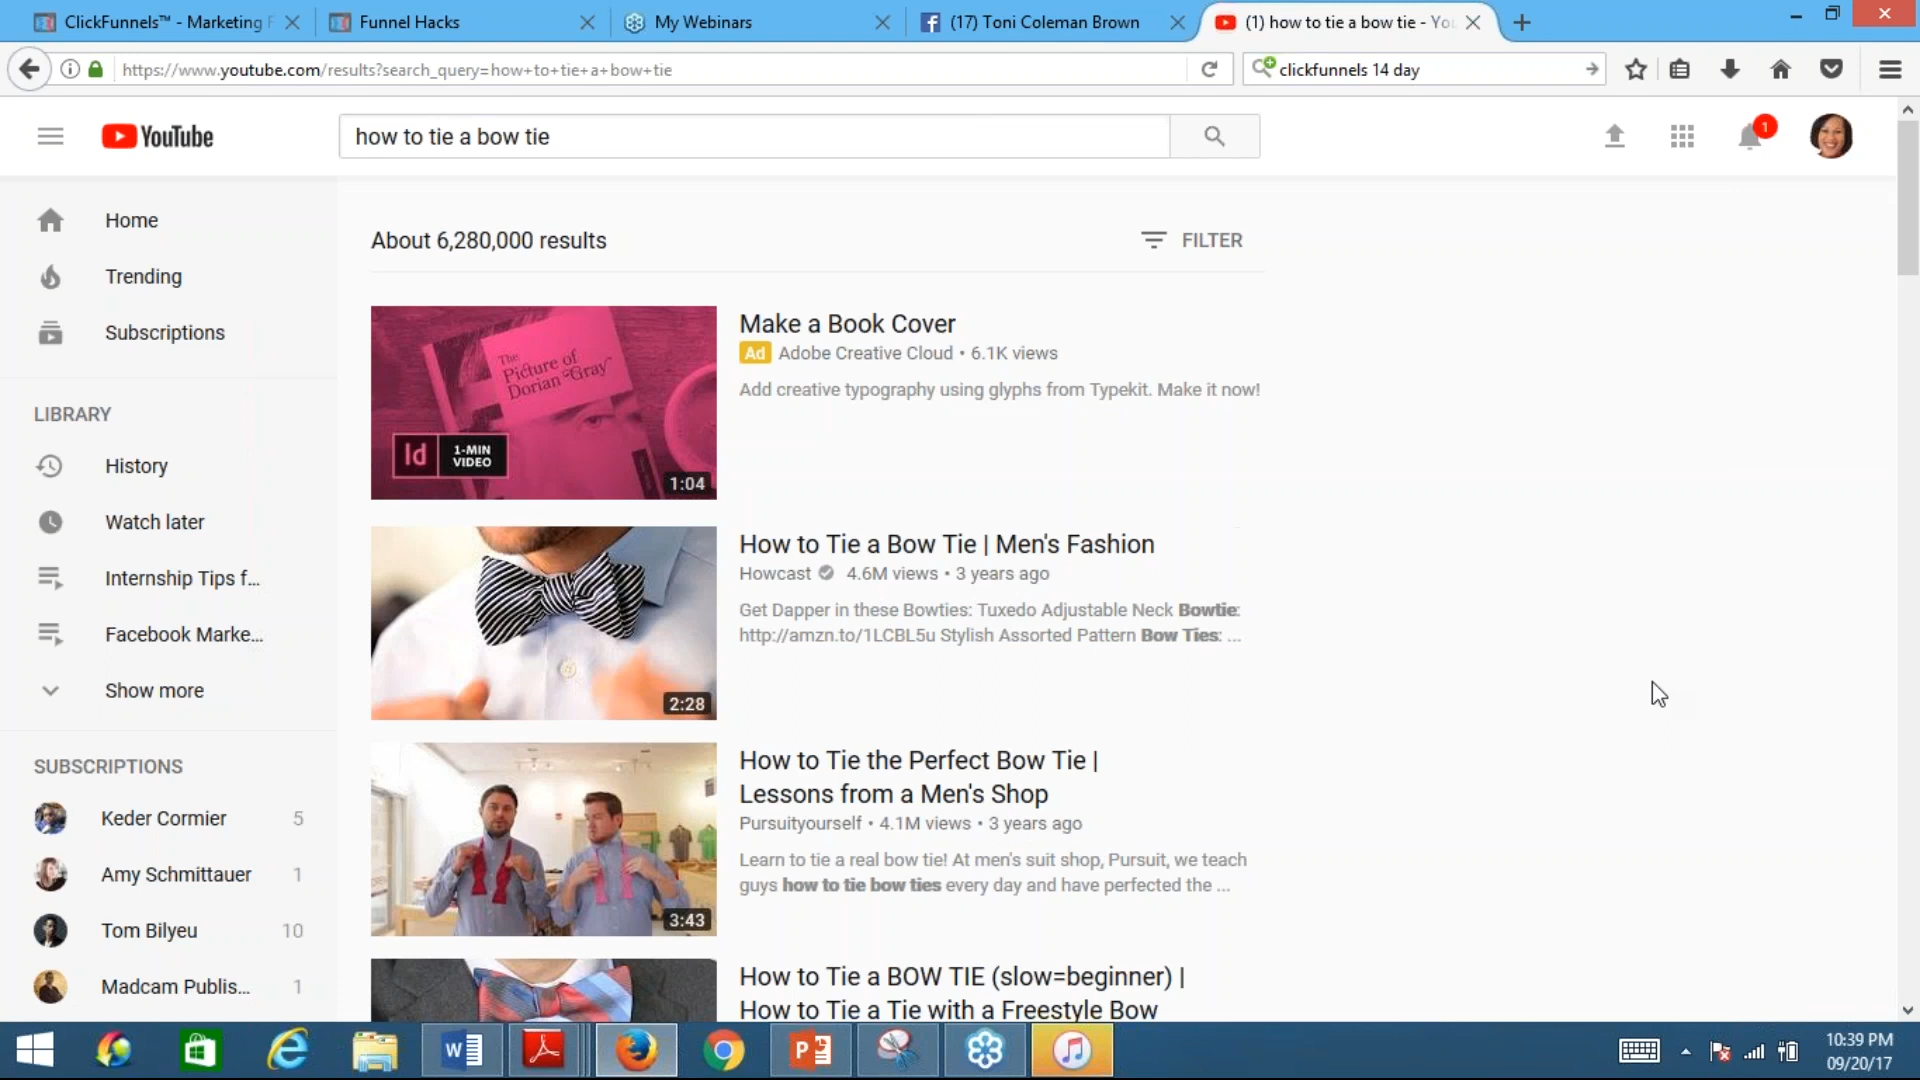 ClickFunnels™ - Marketing F
Funnel Hacks
My Webinars
(17) Toni Coleman Brown
(1) how to tie a bow tie - You
https://www.youtube.com/results?search_query=how+to+tie+a+bow+tie
clickfunnels 14 day
YouTube
how to tie a bow tie
1
Home
Trending
Subscriptions
LIBRARY
History
Watch later
Internship Tips f...
Facebook Marke...
Show more
SUBSCRIPTIONS
Keder Cormier 5
Amy Schmittauer 1
Tom Bilyeu 10
Madcam Publis... 1
About 6,280,000 results
FILTER
The
Picture of
Dorian Gray
Id
1-MIN
VIDEO
1:04
Make a Book Cover
Ad Adobe Creative Cloud • 6.1K views
Add creative typography using glyphs from Typekit. Make it now!
2:28
How to Tie a Bow Tie | Men's Fashion
Howcast 4.6M views • 3 years ago
Get Dapper in these Bowties: Tuxedo Adjustable Neck Bowtie:
http://amzn.to/1LCBL5u Stylish Assorted Pattern Bow Ties: ...
3:43
How to Tie the Perfect Bow Tie |
Lessons from a Men's Shop
Pursuityourself • 4.1M views • 3 years ago
Learn to tie a real bow tie! At men's suit shop, Pursuit, we teach
guys how to tie bow ties every day and have perfected the ...
How to Tie a BOW TIE (slow=beginner) |
How to Tie a Tie with a Freestyle Bow
10:39 PM
09/20/17